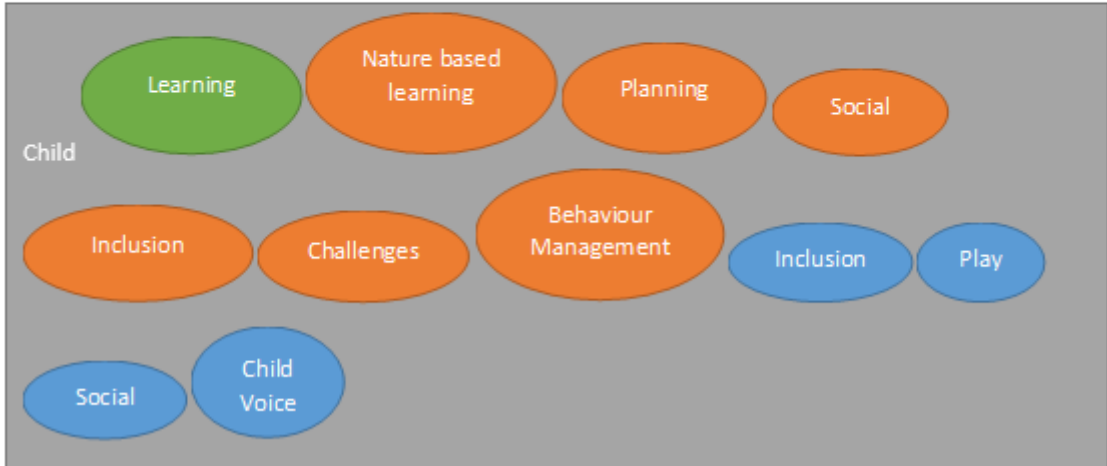 Learning
Nature based
learning
Planning
Social
Child
Inclusion
Challenges
Behaviour
Management
Inclusion
Play
Social
Child
Voice